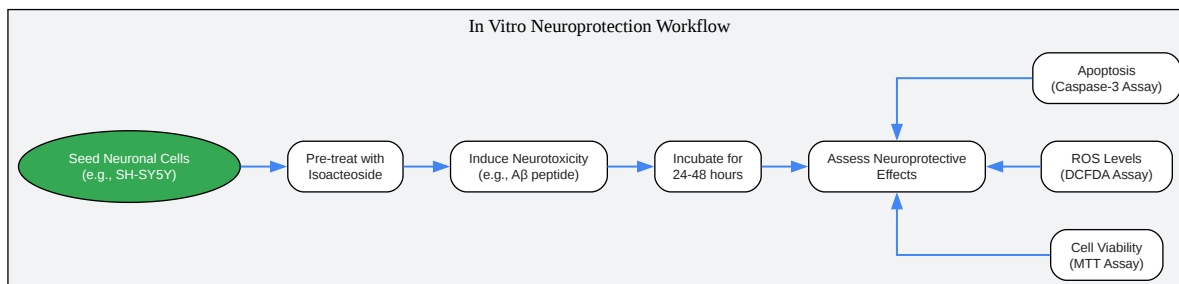 In Vitro Neuroprotection Workflow
Seed Neuronal Cells
(e.g., SH-SY5Y)
Pre-treat with
Isoacteoside
Induce Neurotoxicity
(e.g., Aβ peptide)
Incubate for
24-48 hours
Assess Neuroprotective
Effects
Apoptosis
(Caspase-3 Assay)
ROS Levels
(DCFDA Assay)
Cell Viability
(MTT Assay)